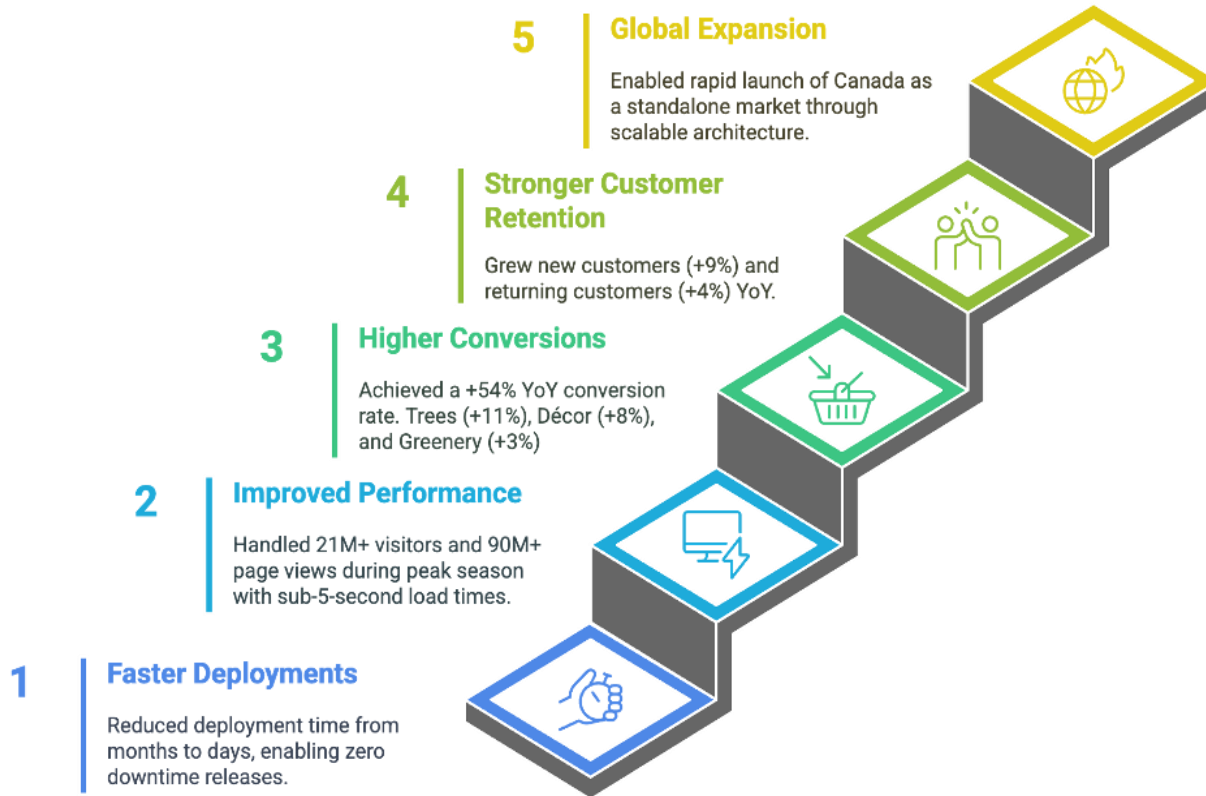 5
Global Expansion
Enabled rapid launch of Canada as
a standalone market through
scalable architecture.
4
Stronger Customer
Retention
Grew new customers (+9%) and
returning customers (+4%) YoY.
3
Higher Conversions
Achieved a +54% YoY conversion
rate. Trees (+11%), Décor (+8%),
and Greenery (+3%)
2
Improved Performance
Handled 21M+ visitors and 90M+
page views during peak season
with sub-5-second load times.
1
Faster Deployments
Reduced deployment time from
months to days, enabling zero
downtime releases.